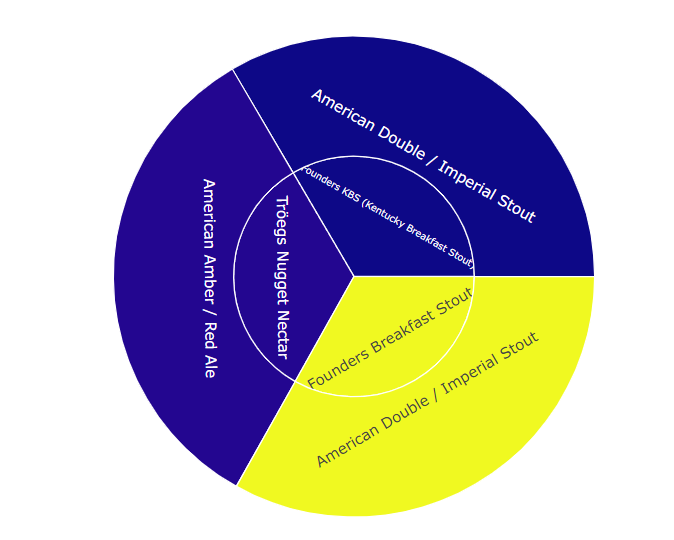 American Double / Imperial Stout
Founders KBS (Kentucky Breakfast Stout)
American Amber / Red Ale
Tröegs Nugget Nectar
Founders Breakfast Stout
American Double / Imperial Stout